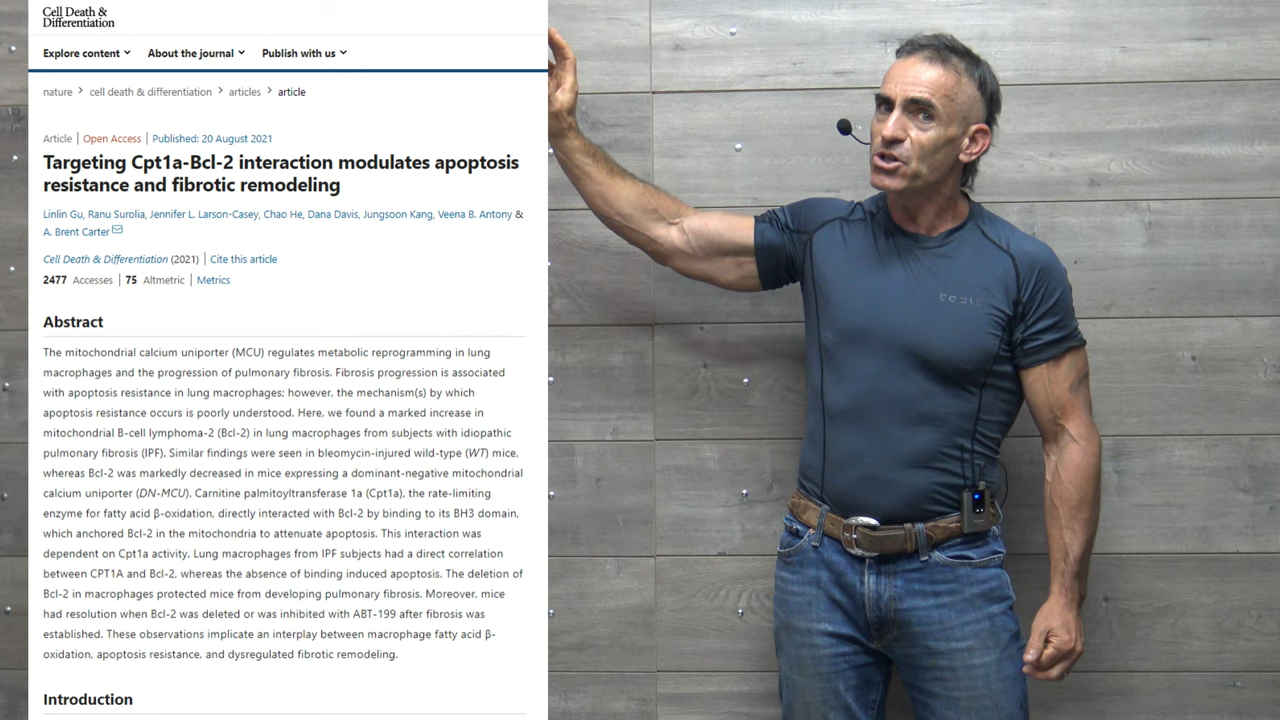 Cell Death &
Differentiation
Explore content
About the journal
Publish with us
nature > cell death & differentiation > articles > article
Article | Open Access | Published: 20 August 2021
Targeting Cpt1a-Bcl-2 interaction modulates apoptosis
resistance and fibrotic remodeling
Linlin Gu, Ranu Surolia, Jennifer L. Larson-Casey, Chao He, Dana Davis, Jungsoon Kang, Veena B. Antony &
A. Brent Carter
Cell Death & Differentiation (2021) | Cite this article
2477 Accesses | 75 Altmetric | Metrics
Abstract
The mitochondrial calcium uniporter (MCU) regulates metabolic reprogramming in lung
macrophages and the progression of pulmonary fibrosis. Fibrosis progression is associated
with apoptosis resistance in lung macrophages; however, the mechanism(s) by which
apoptosis resistance occurs is poorly understood. Here, we found a marked increase in
mitochondrial B-cell lymphoma-2 (Bcl-2) in lung macrophages from subjects with idiopathic
pulmonary fibrosis (IPF). Similar findings were seen in bleomycin-injured wild-type (WT) mice,
whereas Bcl-2 was markedly decreased in mice expressing a dominant-negative mitochondrial
calcium uniporter (DN-MCU). Carnitine palmitoyltransferase 1a (Cpt1a), the rate-limiting
enzyme for fatty acid β-oxidation, directly interacted with Bcl-2 by binding to its BH3 domain,
which anchored Bcl-2 in the mitochondria to attenuate apoptosis. This interaction was
dependent on Cpt1a activity. Lung macrophages from IPF subjects had a direct correlation
between CPT1A and Bcl-2, whereas the absence of binding induced apoptosis. The deletion of
Bcl-2 in macrophages protected mice from developing pulmonary fibrosis. Moreover, mice
had resolution when Bcl-2 was deleted or was inhibited with ABT-199 after fibrosis was
established. These observations implicate an interplay between macrophage fatty acid β-
oxidation, apoptosis resistance, and dysregulated fibrotic remodeling.
Introduction